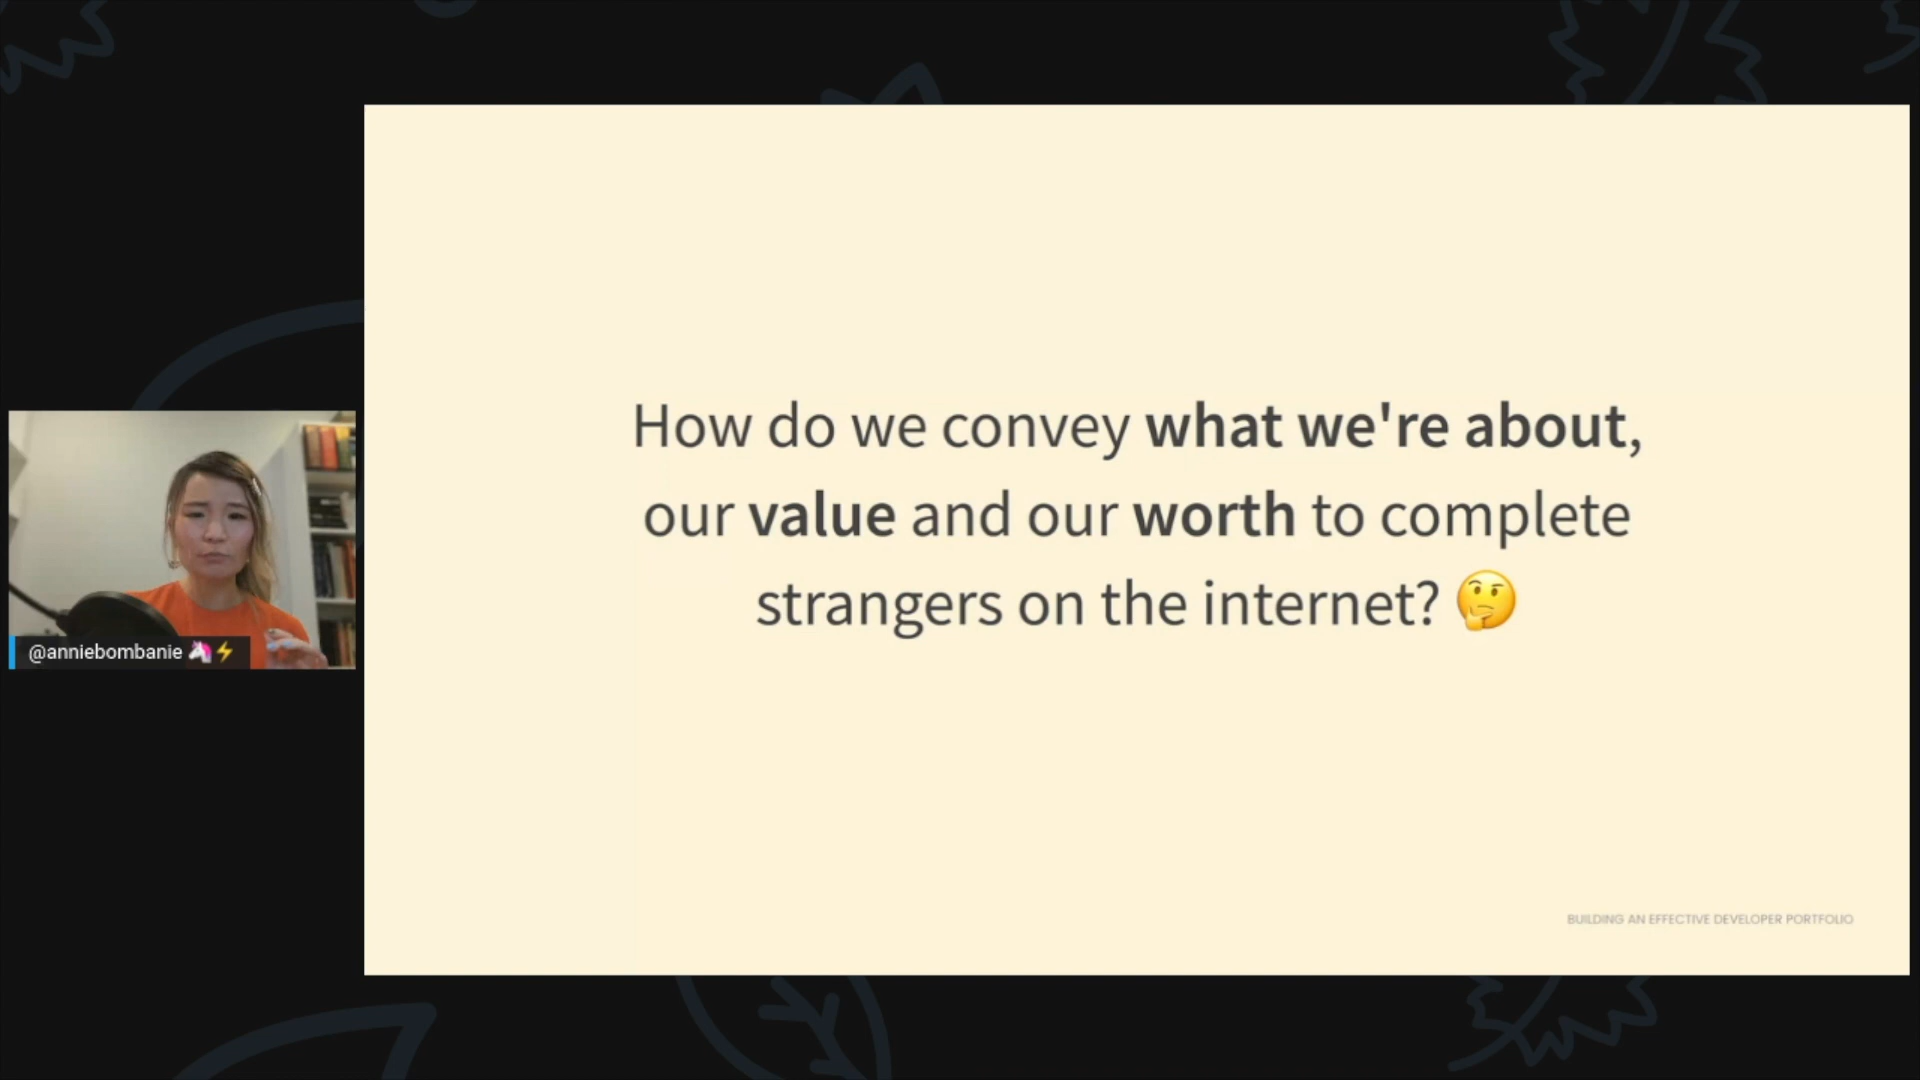 How do we convey what we're about,
our value and our worth to complete
strangers on the internet? 🤔
@anniebombanie 🦄⚡
BUILDING AN EFFECTIVE DEVELOPER PORTFOLIO